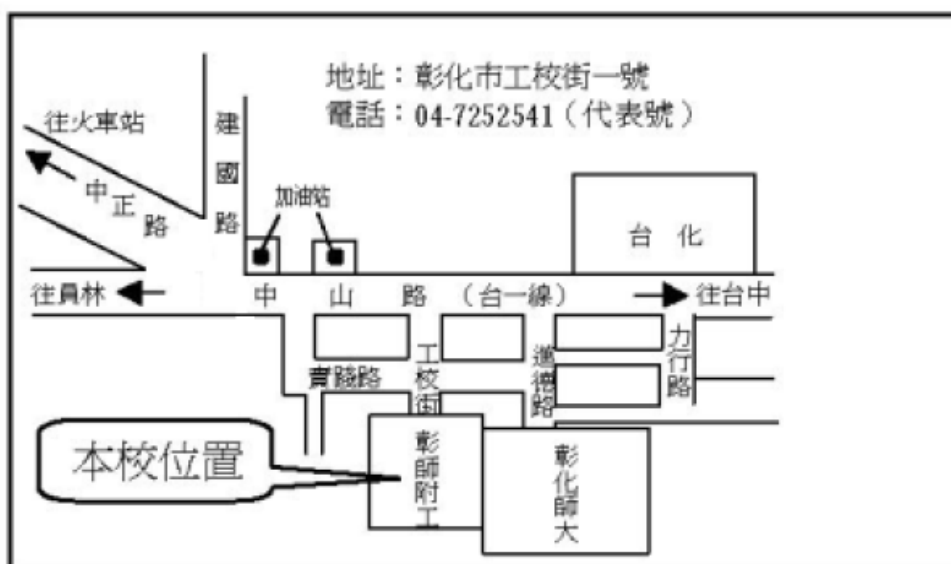 地址：彰化市工校街一號
電話：04-7252541（代表號）
往火車站
建國路
中正路
加油站
台化
往員林
中山路（台一線）
往台中
實踐路
工校街
進德路
力行路
本校位置
彰師附工
彰化師大